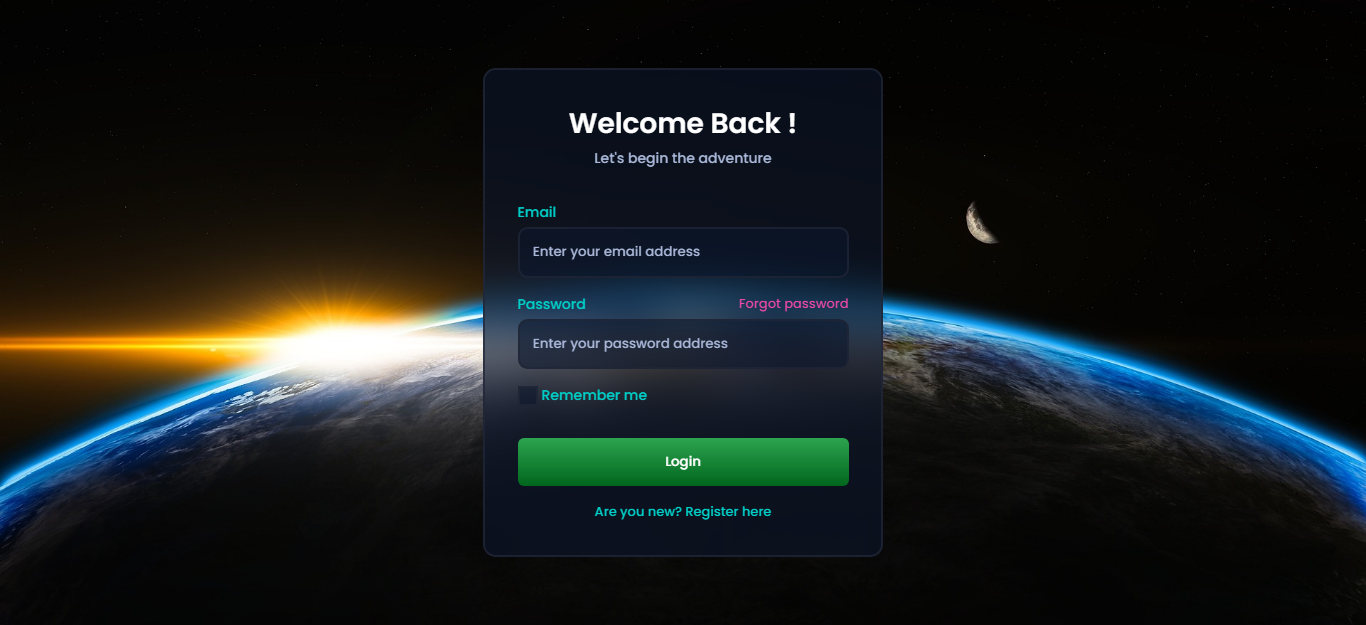 Welcome Back !
Let's begin the adventure
Email
Enter your email address
Password Forgot password
Enter your password address
Remember me
Login
Are you new? Register here